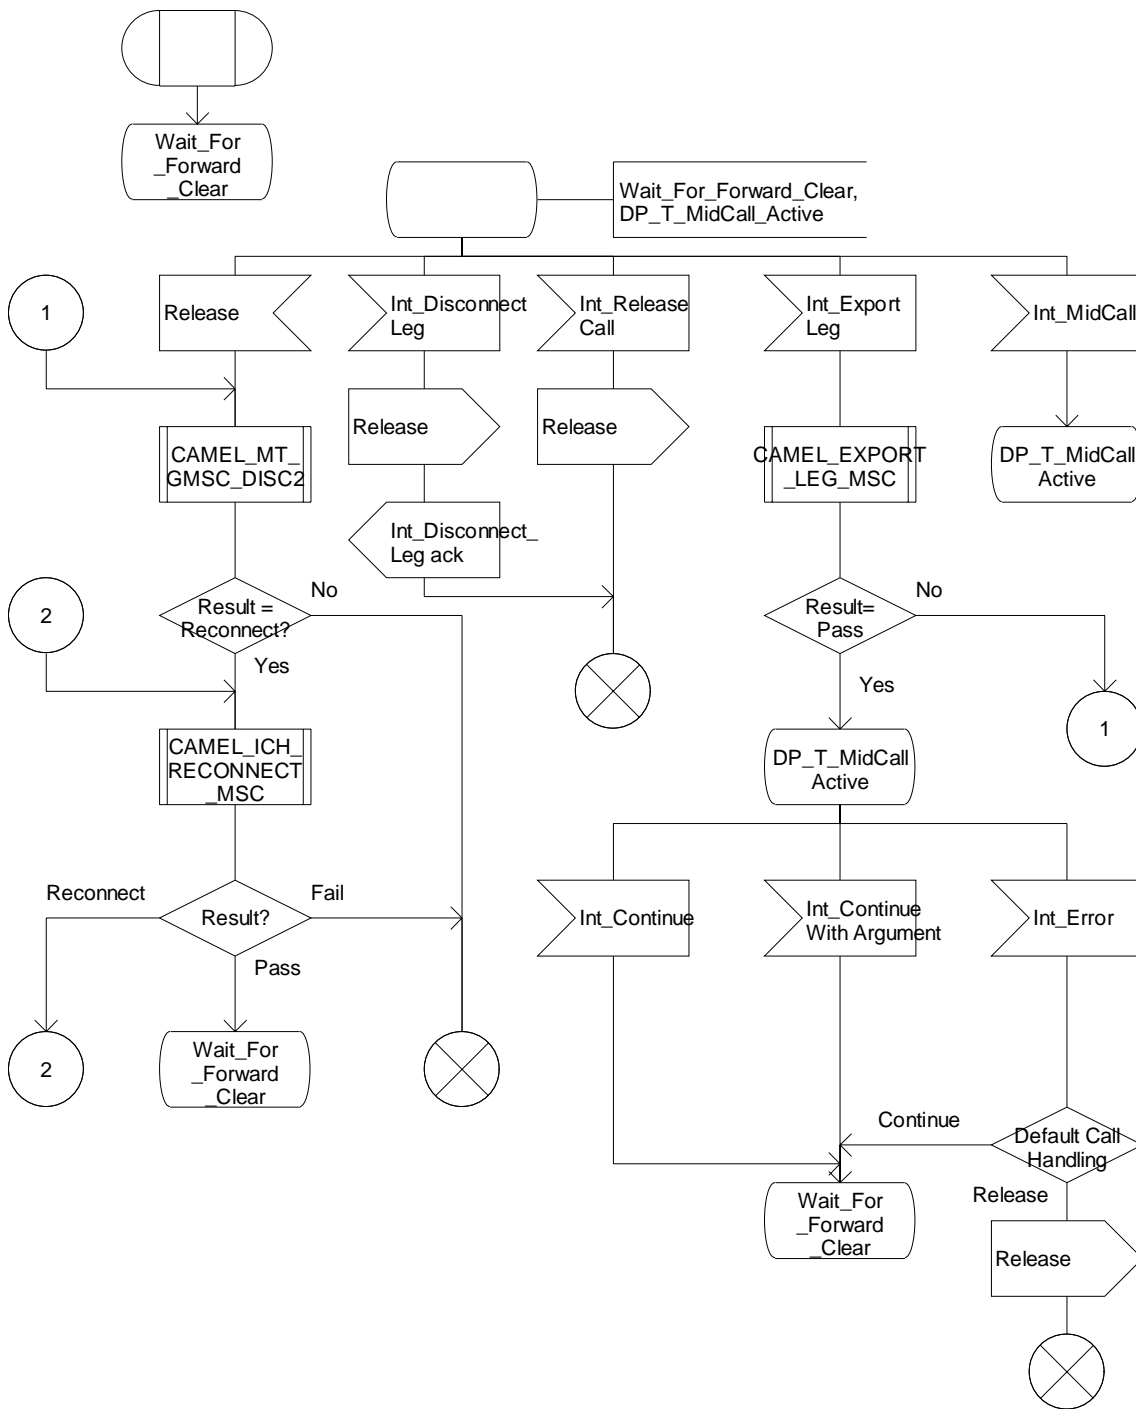 Wait_For
_Forward
_Clear
Wait_For_Forward_Clear,
DP_T_MidCall_Active
1
Release
Int_Disconnect
Leg
Int_Release
Call
Int_Export
Leg
Int_MidCall
Release
Release
CAMEL_MT_
GMSC_DISC2
CAMEL_EXPORT
_LEG_MSC
DP_T_MidCall
Active
Int_Disconnect_
Leg ack
2
Result =
Reconnect?
No
Yes
Result=
Pass
No
Yes
1
CAMEL_ICH_
RECONNECT
_MSC
DP_T_MidCall
Active
Reconnect
Result?
Fail
Pass
Int_Continue
Int_Continue
With Argument
Int_Error
2
Wait_For
_Forward
_Clear
Continue
Default Call
Handling
Release
Wait_For
_Forward
_Clear
Release